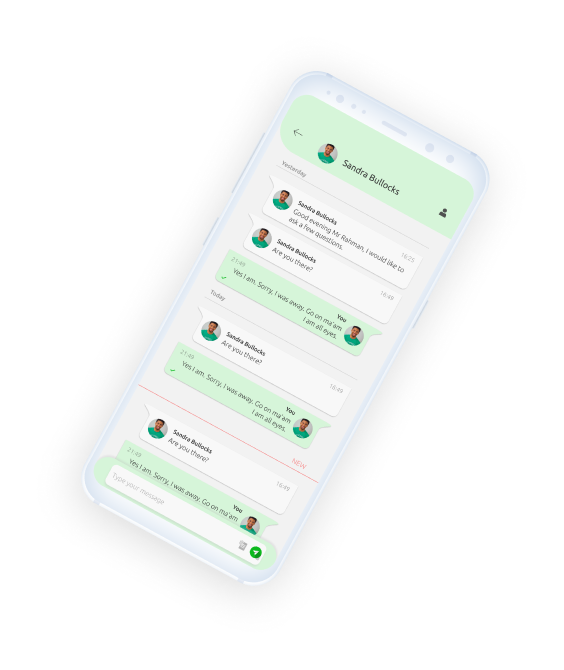 Sandra Bullocks
Yesterday
Sandra Bullocks
Good evening Mr Rahman, I would like to
ask a few questions.
16:25
Sandra Bullocks
Are you there?
16:49
21:49
You
Yes I am. Sorry, I was away. Go on ma'am
I am all eyes.
Today
Sandra Bullocks
Are you there?
16:49
21:49
You
Yes I am. Sorry, I was away. Go on ma'am
I am all eyes.
NEW
Sandra Bullocks
Are you there?
16:49
21:49
You
Yes I am. Sorry, I was away. Go on ma'am
Type your message